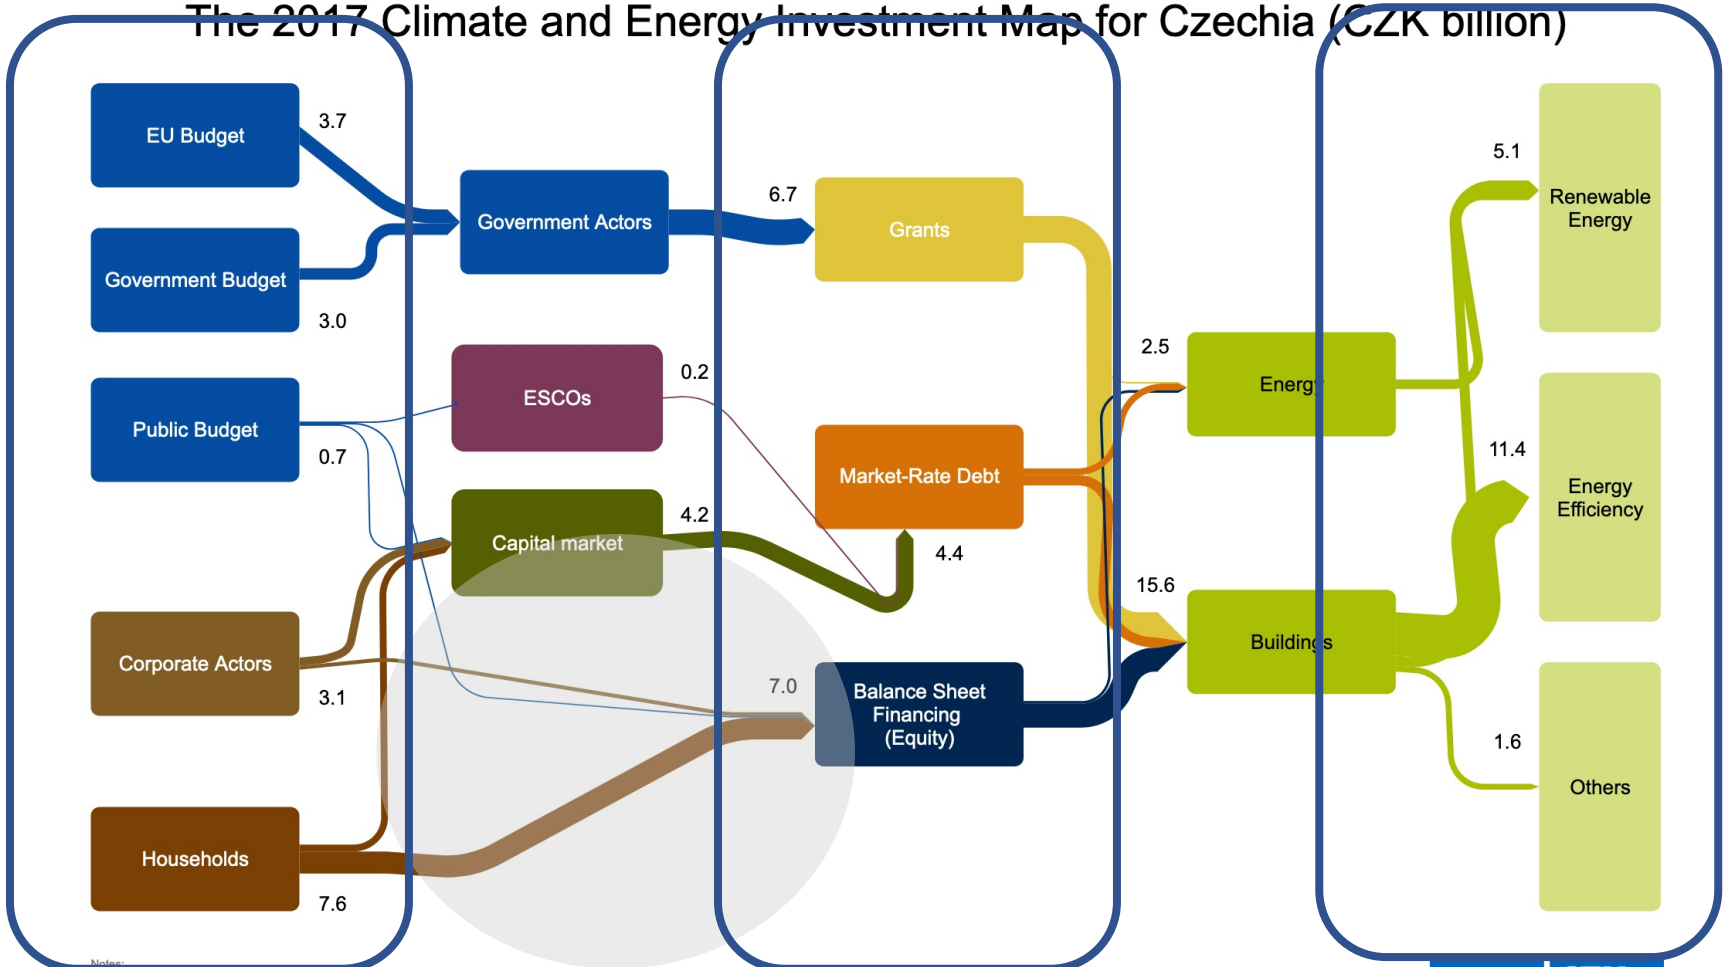 The 2017 Climate and Energy Investment Map for Czechia (CZK billion)
EU Budget
3.7
Government Budget
3.0
Public Budget
0.7
Corporate Actors
3.1
Households
7.6
Government Actors
6.7
ESCOs
0.2
Capital market
4.2
Grants
Market-Rate Debt
4.4
7.0
Balance Sheet
Financing
(Equity)
2.5
Energy
15.6
Buildings
5.1
Renewable
Energy
11.4
Energy
Efficiency
1.6
Others
Notes: